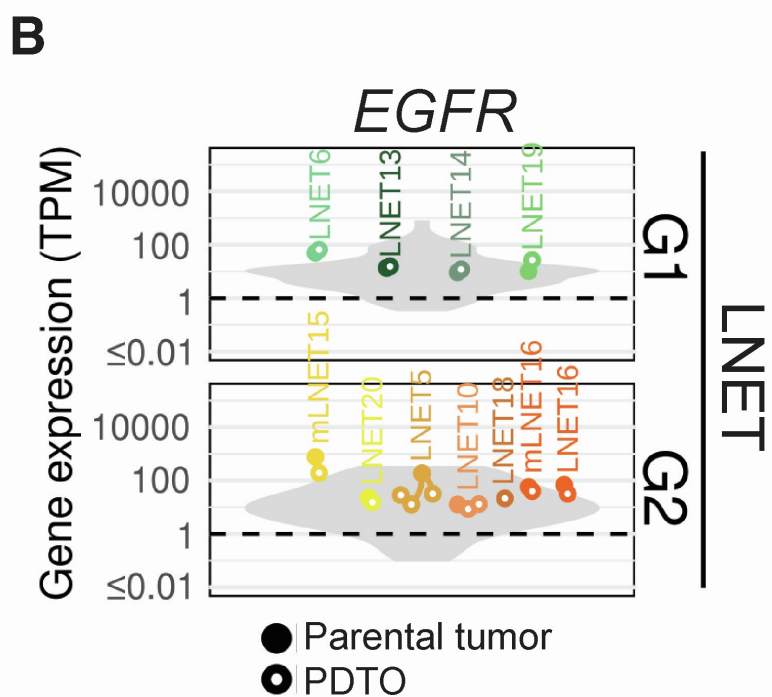 B
EGFR
Gene expression (TPM)
10000
100
1
≤0.01
LNET6
LNET13
LNET14
LNET19
G1
10000
100
1
≤0.01
mLNET15
LNET20
LNET5
LNET10
LNET18
mLNET16
LNET16
G2
LNET
Parental tumor
PDTO